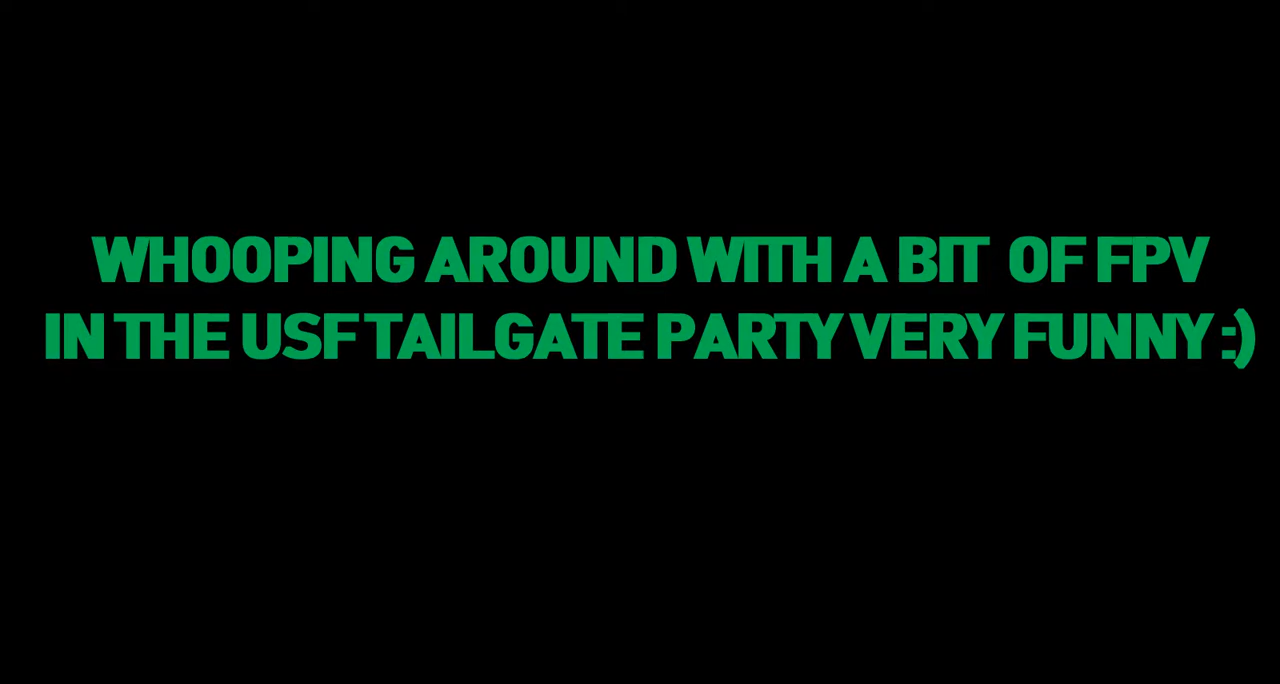 WHOOPING AROUND WITH A BIT OF FPV
IN THE USF TAILGATE PARTY VERY FUNNY :)